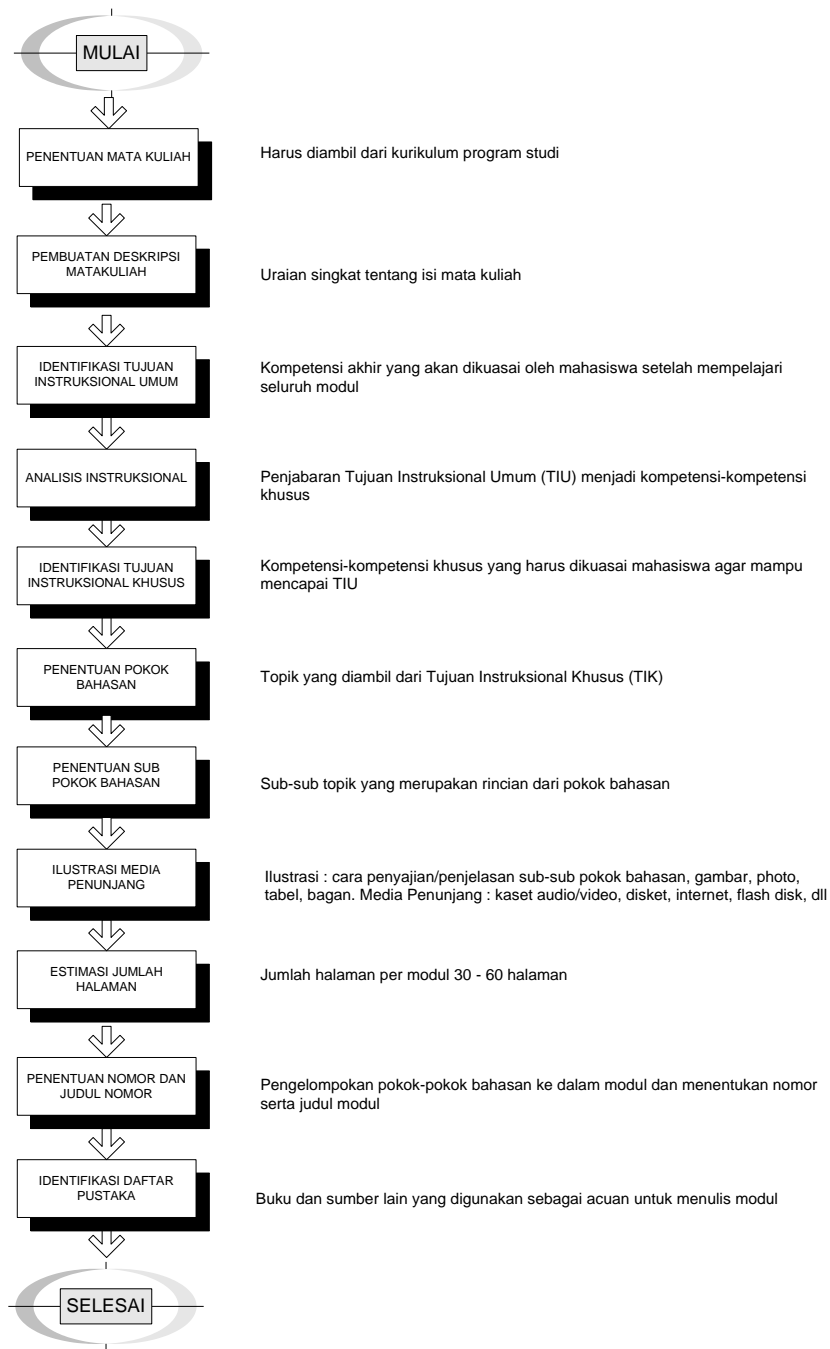 MULAI
PENENTUAN MATA KULIAH
Harus diambil dari kurikulum program studi
PEMBUATAN DESKRIPSI
MATAKULIAH
Uraian singkat tentang isi mata kuliah
IDENTIFIKASI TUJUAN
INSTRUKSIONAL UMUM
Kompetensi akhir yang akan dikuasai oleh mahasiswa setelah mempelajari
seluruh modul
ANALISIS INSTRUKSIONAL
Penjabaran Tujuan Instruksional Umum (TIU) menjadi kompetensi-kompetensi
khusus
IDENTIFIKASI TUJUAN
INSTRUKSIONAL KHUSUS
Kompetensi-kompetensi khusus yang harus dikuasai mahasiswa agar mampu
mencapai TIU
PENENTUAN POKOK
BAHASAN
Topik yang diambil dari Tujuan Instruksional Khusus (TIK)
PENENTUAN SUB
POKOK BAHASAN
Sub-sub topik yang merupakan rincian dari pokok bahasan
ILUSTRASI MEDIA
PENUNJANG
Ilustrasi : cara penyajian/penjelasan sub-sub pokok bahasan, gambar, photo,
tabel, bagan. Media Penunjang : kaset audio/video, disket, internet, flash disk, dll
ESTIMASI JUMLAH
HALAMAN
Jumlah halaman per modul 30 - 60 halaman
PENENTUAN NOMOR DAN
JUDUL NOMOR
Pengelompokan pokok-pokok bahasan ke dalam modul dan menentukan nomor
serta judul modul
IDENTIFIKASI DAFTAR
PUSTAKA
Buku dan sumber lain yang digunakan sebagai acuan untuk menulis modul
SELESAI